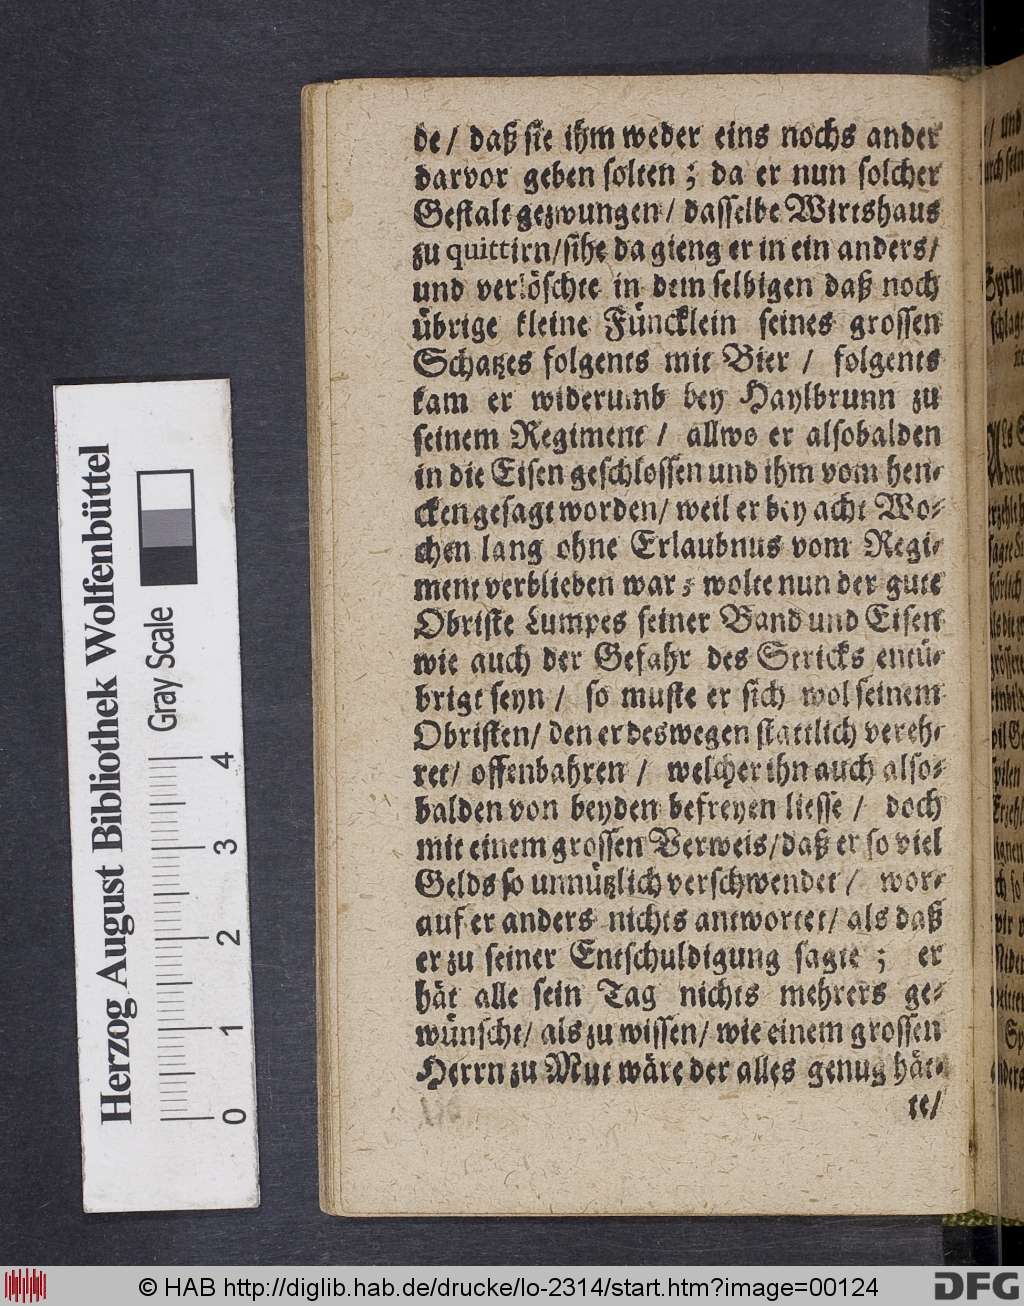 de / daß sie ihm weder eins nochs ander
darvor geben solten ; da er nun solcher
Gestalt gezwungen / dasselbe Wirtshaus
zu quittirn / sihe da gieng er in ein anders /
und verlöschte in dem selbigen daß noch
übrige kleine Füncklein seines grossen
Schatzes folgents mit Bier / folgents
kam er widerumb bey Haylbrunn zu
seinem Regiment / allwo er alsobalden
in die Eisen geschlossen und ihm vom hen-
cken gesagt worden / weil er bey acht Wo-
chen lang ohne Erlaubnus vom Regi-
ment verblieben war ; wolte nun der gute
Obriste Lumpes seiner Band und Eisen
wie auch der Gefahr des Stricks entü-
brigt seyn / so muste er sich wol seinem
Obristen / den er deswegen stattlich vereh-
ret / offenbahren / welcher ihn auch also-
balden von beyden befreyen liesse / doch
mit einem grossen Verweis / daß er so viel
Gelds so unnützlich verschwendet / wor-
auf er anders nichts antwortet / als daß
er zu seiner Entschuldigung sagte ; er
hät alle sein Tag nichts mehrers ge-
wünscht / als zu wissen / wie einem grossen
Herrn zu Mut wäre der alles genug hät-
te /
Herzog August Bibliothek Wolfenbüttel
Gray Scale
0 1 2 3 4
© HAB http://diglib.hab.de/drucke/lo-2314/start.htm?image=00124
DFG